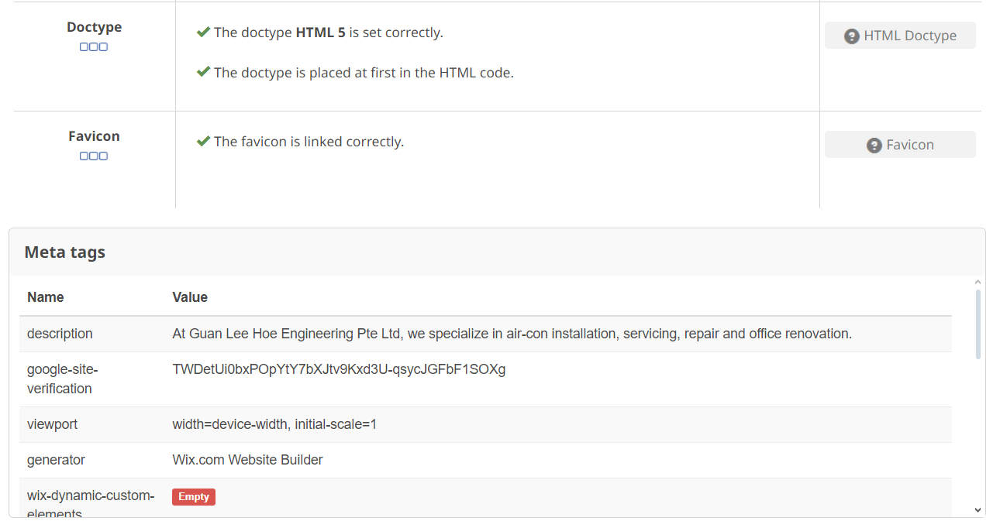 Doctype
The doctype HTML 5 is set correctly.
HTML Doctype
The doctype is placed at first in the HTML code.
Favicon
The favicon is linked correctly.
Favicon
Meta tags
Name Value
description At Guan Lee Hoe Engineering Pte Ltd, we specialize in air-con installation, servicing, repair and office renovation.
google-site- TWDetUi0bxPOpYtY7bXJtv9Kxd3U-qsycJGFbF1SOXg
verification
viewport width=device-width, initial-scale=1
generator Wix.com Website Builder
wix-dynamic-custom- Empty
elements